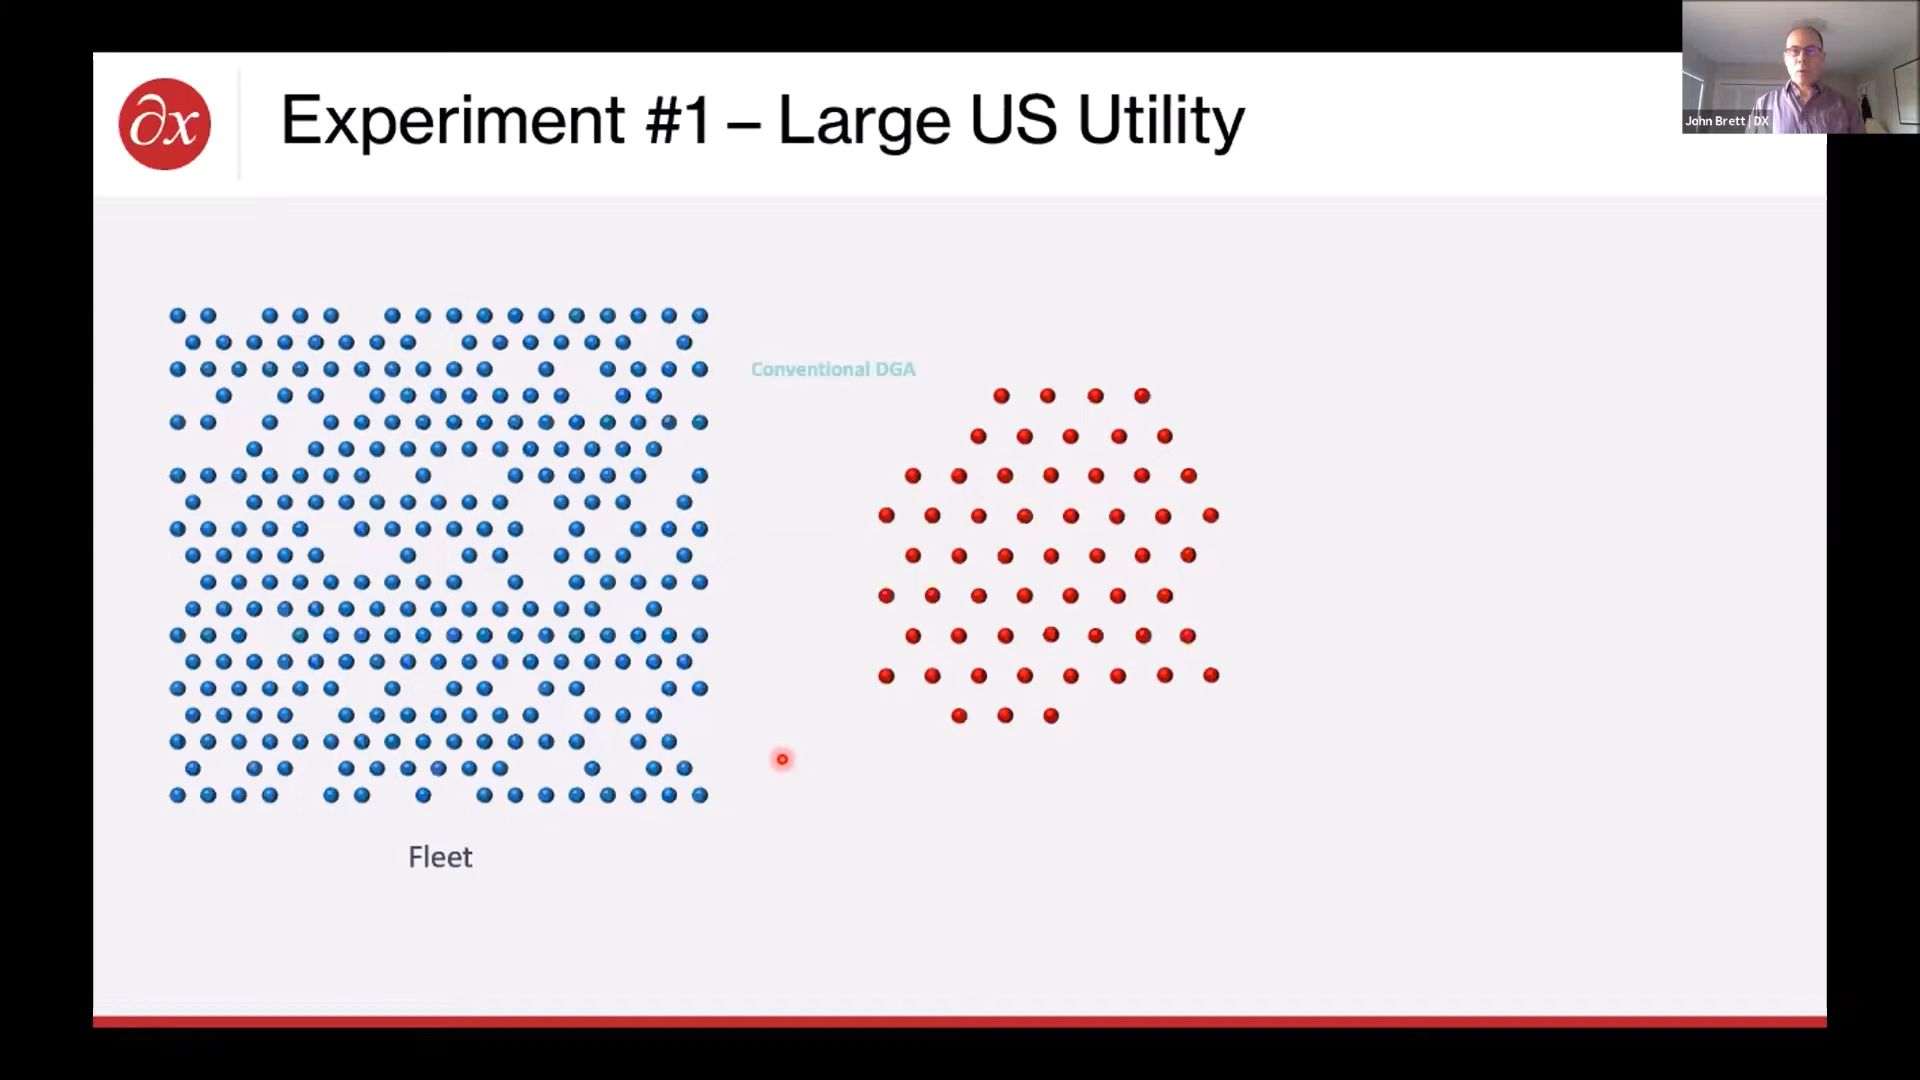 ∂x
Experiment #1 – Large US Utility
John Brett | DX
Conventional DGA
Fleet